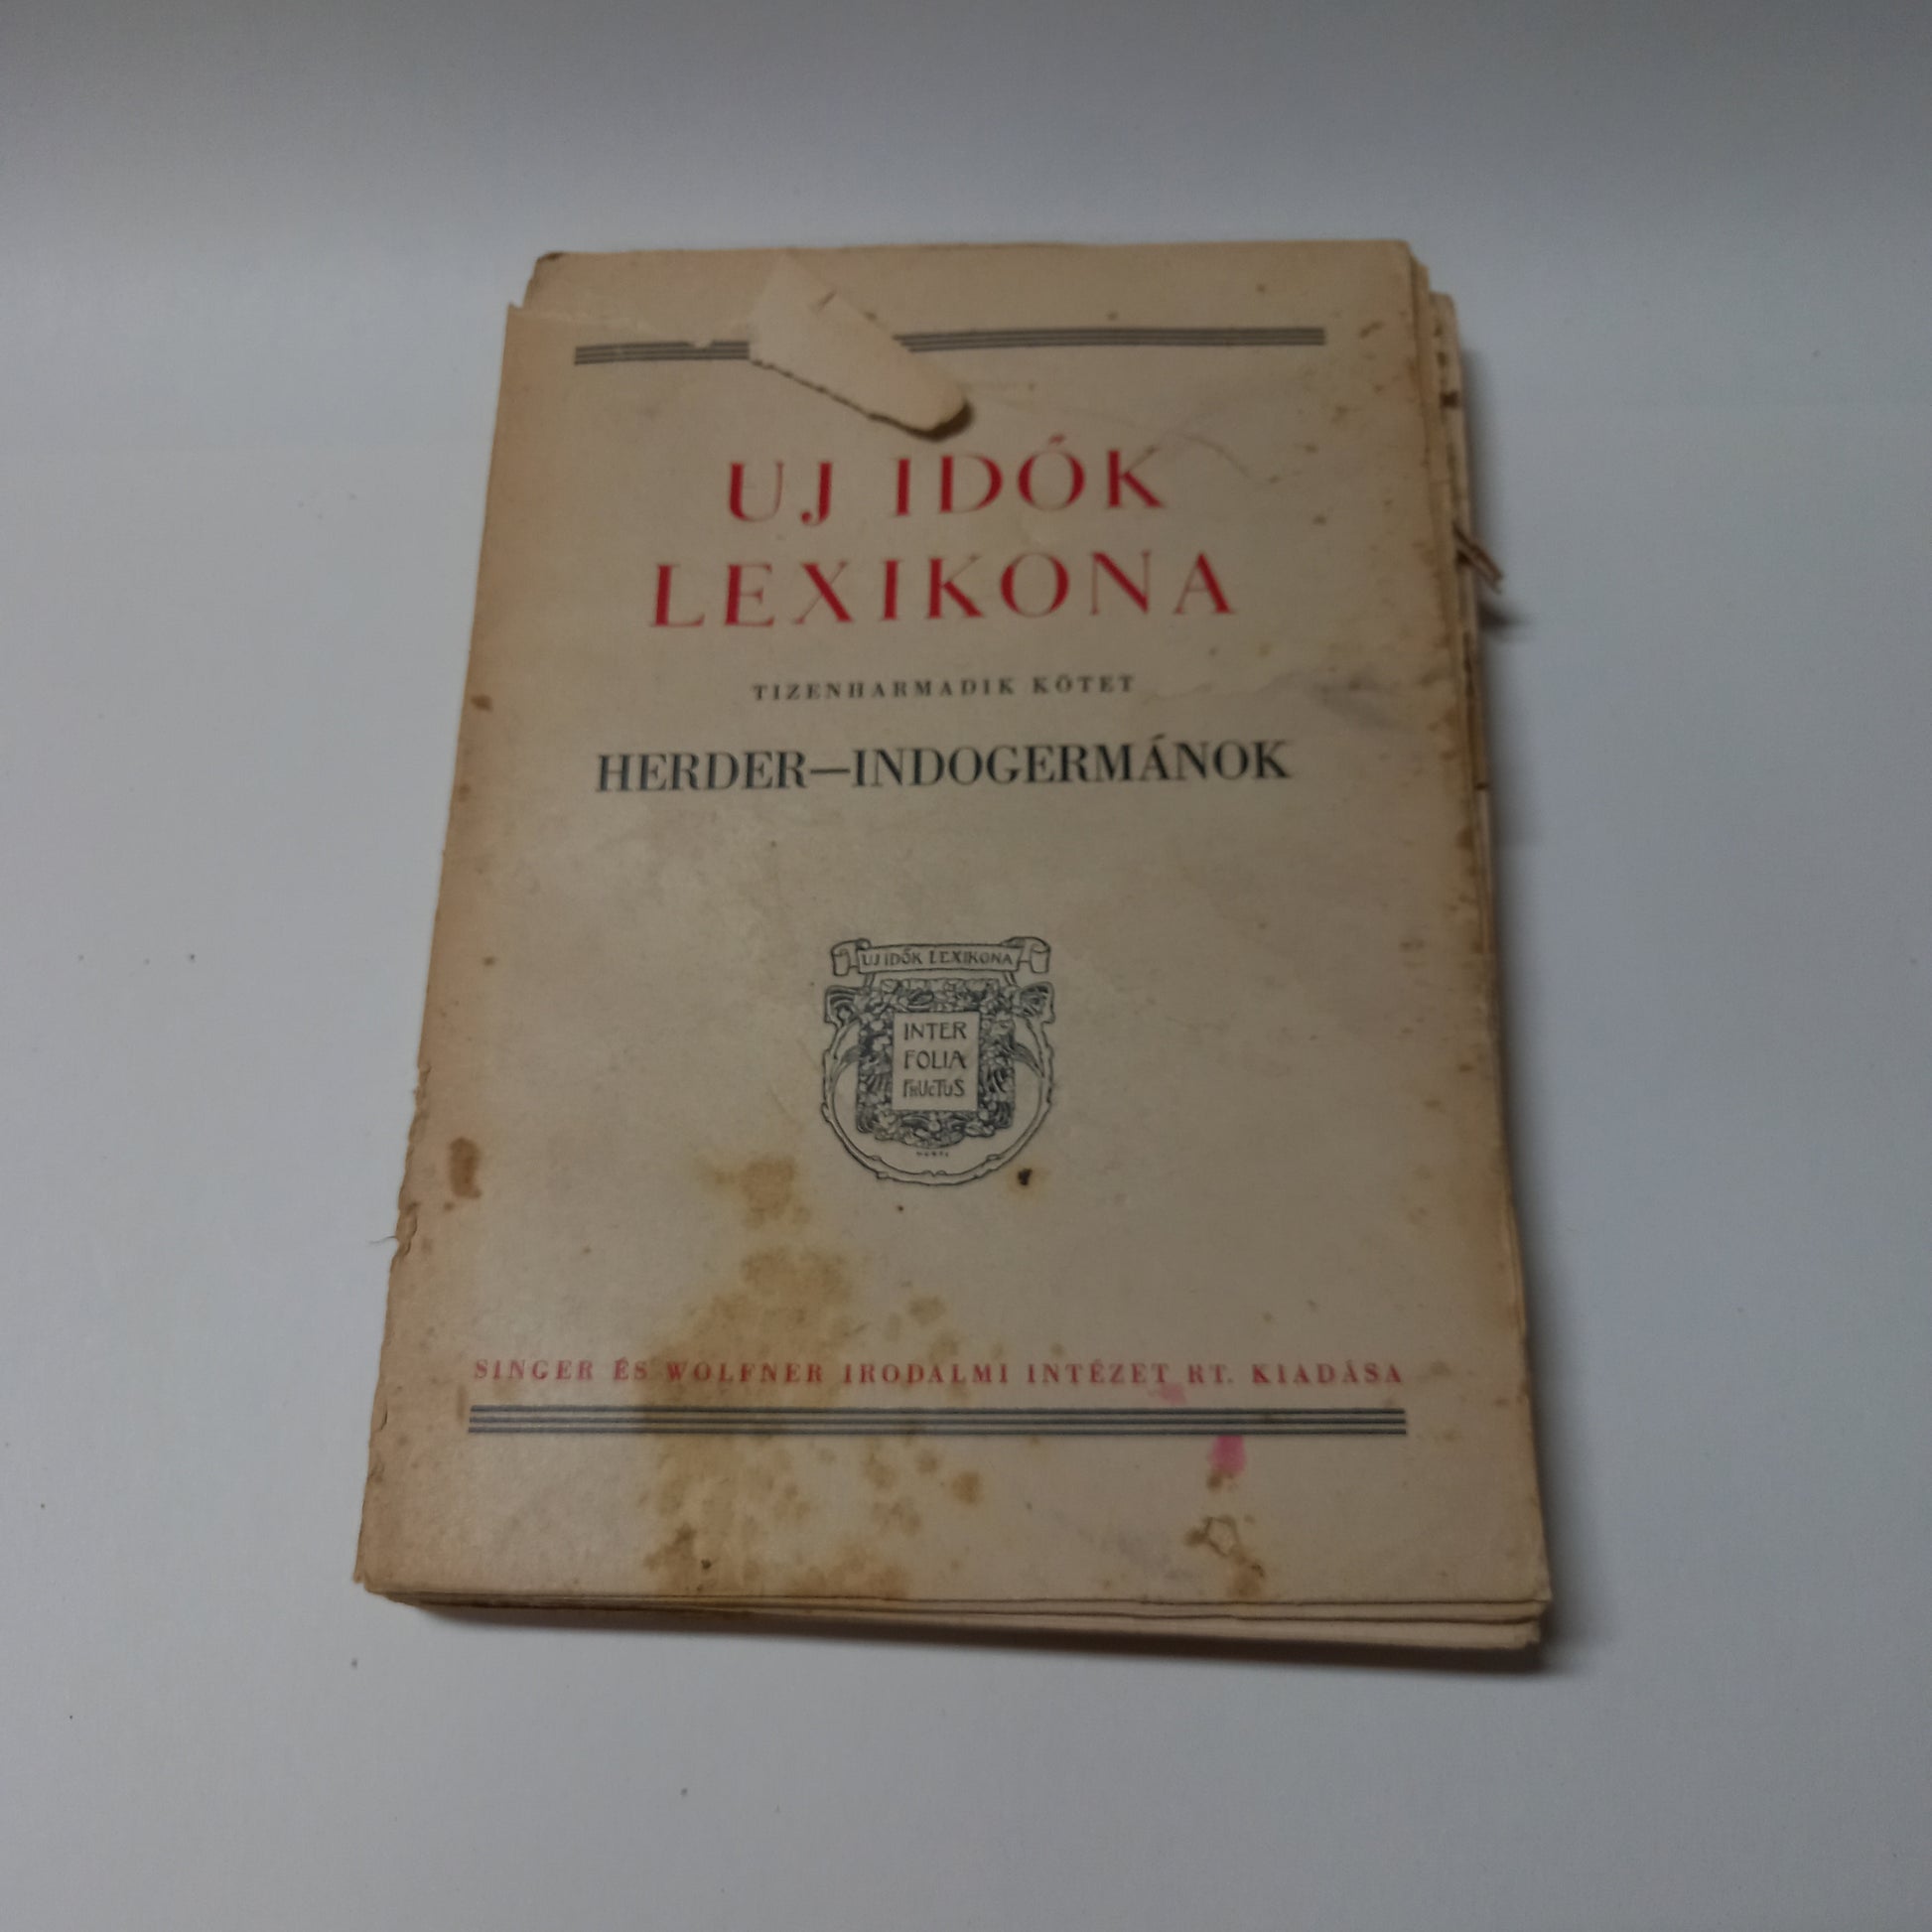 UJ IDŐK
LEXIKONA
TIZENHARMADIK KÖTET
HERDER—INDOGERMÁNOK
UJ IDŐK LEXIKONA
INTER
FOLIA
FRUCTUS
SINGER ÉS WOLFNER IRODALMI INTÉZET RT. KIADÁSA